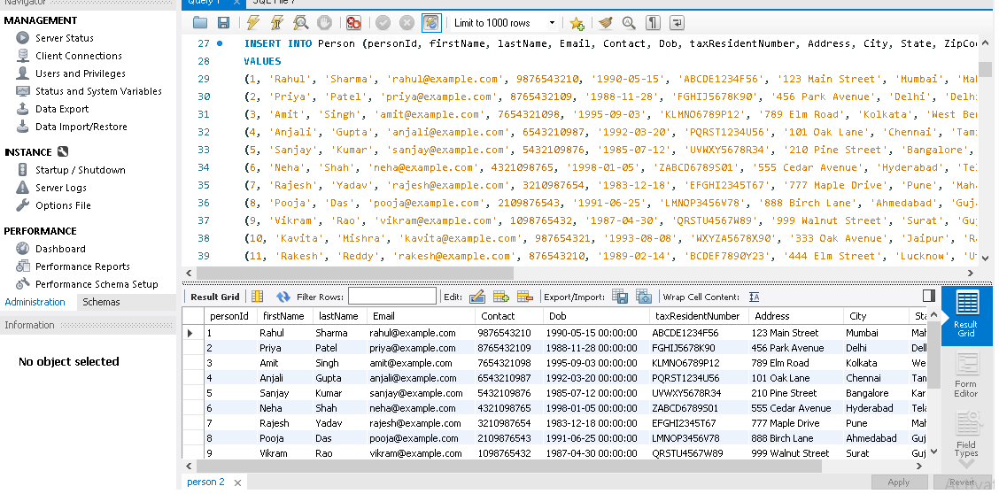 Navigator
Query 1
SQL File 7
MANAGEMENT
Server Status
Client Connections
Users and Privileges
Status and System Variables
Data Export
Data Import/Restore
INSTANCE
Startup / Shutdown
Server Logs
Options File
PERFORMANCE
Dashboard
Performance Reports
Performance Schema Setup
Administration Schemas
Information
No object selected
Limit to 1000 rows
27 INSERT INTO Person (personId, firstName, lastName, Email, Contact, Dob, taxResidentNumber, Address, City, State, ZipCo
28 VALUES
29 (1, 'Rahul', 'Sharma', 'rahul@example.com', 9876543210, '1990-05-15', 'ABCDE1234F56', '123 Main Street', 'Mumbai', 'Mah
30 (2, 'Priya', 'Patel', 'priya@example.com', 8765432109, '1988-11-28', 'FGHIJ5678K90', '456 Park Avenue', 'Delhi', 'Delh
31 (3, 'Amit', 'Singh', 'amit@example.com', 7654321098, '1995-09-03', 'KLMNO6789P12', '789 Elm Road', 'Kolkata', 'West Ben
32 (4, 'Anjali', 'Gupta', 'anjali@example.com', 6543210987, '1992-03-20', 'PQRST1234U56', '101 Oak Lane', 'Chennai', 'Tami
33 (5, 'Sanjay', 'Kumar', 'sanjay@example.com', 5432109876, '1985-07-12', 'UVWXY5678R34', '210 Pine Street', 'Bangalore',
34 (6, 'Neha', 'Shah', 'neha@example.com', 4321098765, '1998-01-05', 'ZABCD6789S01', '555 Cedar Avenue', 'Hyderabad', 'Tel
35 (7, 'Rajesh', 'Yadav', 'rajesh@example.com', 3210987654, '1983-12-18', 'EFGHI2345T67', '777 Maple Drive', 'Pune', 'Mah
36 (8, 'Pooja', 'Das', 'pooja@example.com', 2109876543, '1991-06-25', 'LMNOP3456V78', '888 Birch Lane', 'Ahmedabad', 'Guj
37 (9, 'Vikram', 'Rao', 'vikram@example.com', 1098765432, '1987-04-30', 'QRSTU4567W89', '999 Walnut Street', 'Surat', 'Guj
38 (10, 'Kavita', 'Mishra', 'kavita@example.com', 987654321, '1993-08-08', 'WXYZA5678X90', '333 Oak Avenue', 'Jaipur', 'Ra
39 (11, 'Rakesh', 'Reddy', 'rakesh@example.com', 876543210, '1989-02-14', 'BCDEF7890Y23', '444 Elm Street', 'Lucknow', 'Ut
Result Grid Filter Rows: Edit: Export/Import: Wrap Cell Content:
personId firstName lastName Email Contact Dob taxResidentNumber Address City Sta
1 Rahul Sharma rahul@example.com 9876543210 1990-05-15 00:00:00 ABCDE1234F56 123 Main Street Mumbai Mah
2 Priya Patel priya@example.com 8765432109 1988-11-28 00:00:00 FGHIJ5678K90 456 Park Avenue Delhi Dell
3 Amit Singh amit@example.com 7654321098 1995-09-03 00:00:00 KLMNO6789P12 789 Elm Road Kolkata We
4 Anjali Gupta anjali@example.com 6543210987 1992-03-20 00:00:00 PQRST1234U56 101 Oak Lane Chennai Tam
5 Sanjay Kumar sanjay@example.com 5432109876 1985-07-12 00:00:00 UVWXY5678R34 210 Pine Street Bangalore Kar
6 Neha Shah neha@example.com 4321098765 1998-01-05 00:00:00 ZABCD6789S01 555 Cedar Avenue Hyderabad Tela
7 Rajesh Yadav rajesh@example.com 3210987654 1983-12-18 00:00:00 EFGHI2345T67 777 Maple Drive Pune Mah
8 Pooja Das pooja@example.com 2109876543 1991-06-25 00:00:00 LMNOP3456V78 888 Birch Lane Ahmedabad Guj
9 Vikram Rao vikram@example.com 1098765432 1987-04-30 00:00:00 QRSTU4567W89 999 Walnut Street Surat Guj
Result
Grid
Form
Editor
Field
Types
person 2
Apply
Revert